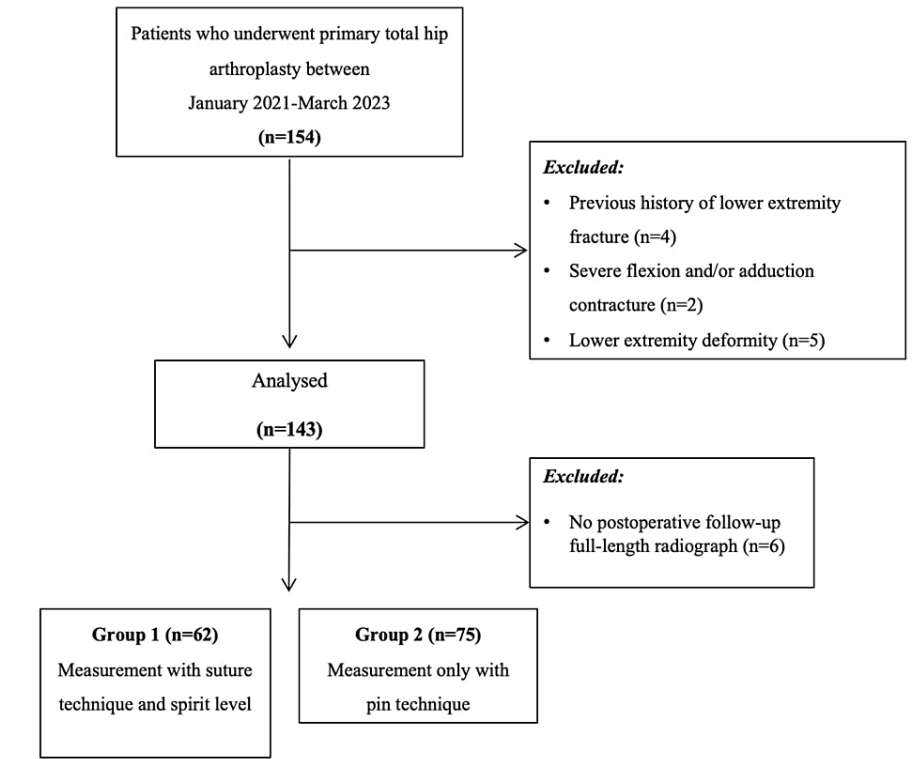 Patients who underwent primary total hip
arthroplasty between
January 2021-March 2023
(n=154)
Excluded:
• Previous history of lower extremity
fracture (n=4)
• Severe flexion and/or adduction
contracture (n=2)
• Lower extremity deformity (n=5)
Analysed
(n=143)
Excluded:
• No postoperative follow-up
full-length radiograph (n=6)
Group 1 (n=62)
Measurement with suture
technique and spirit level
Group 2 (n=75)
Measurement only with
pin technique